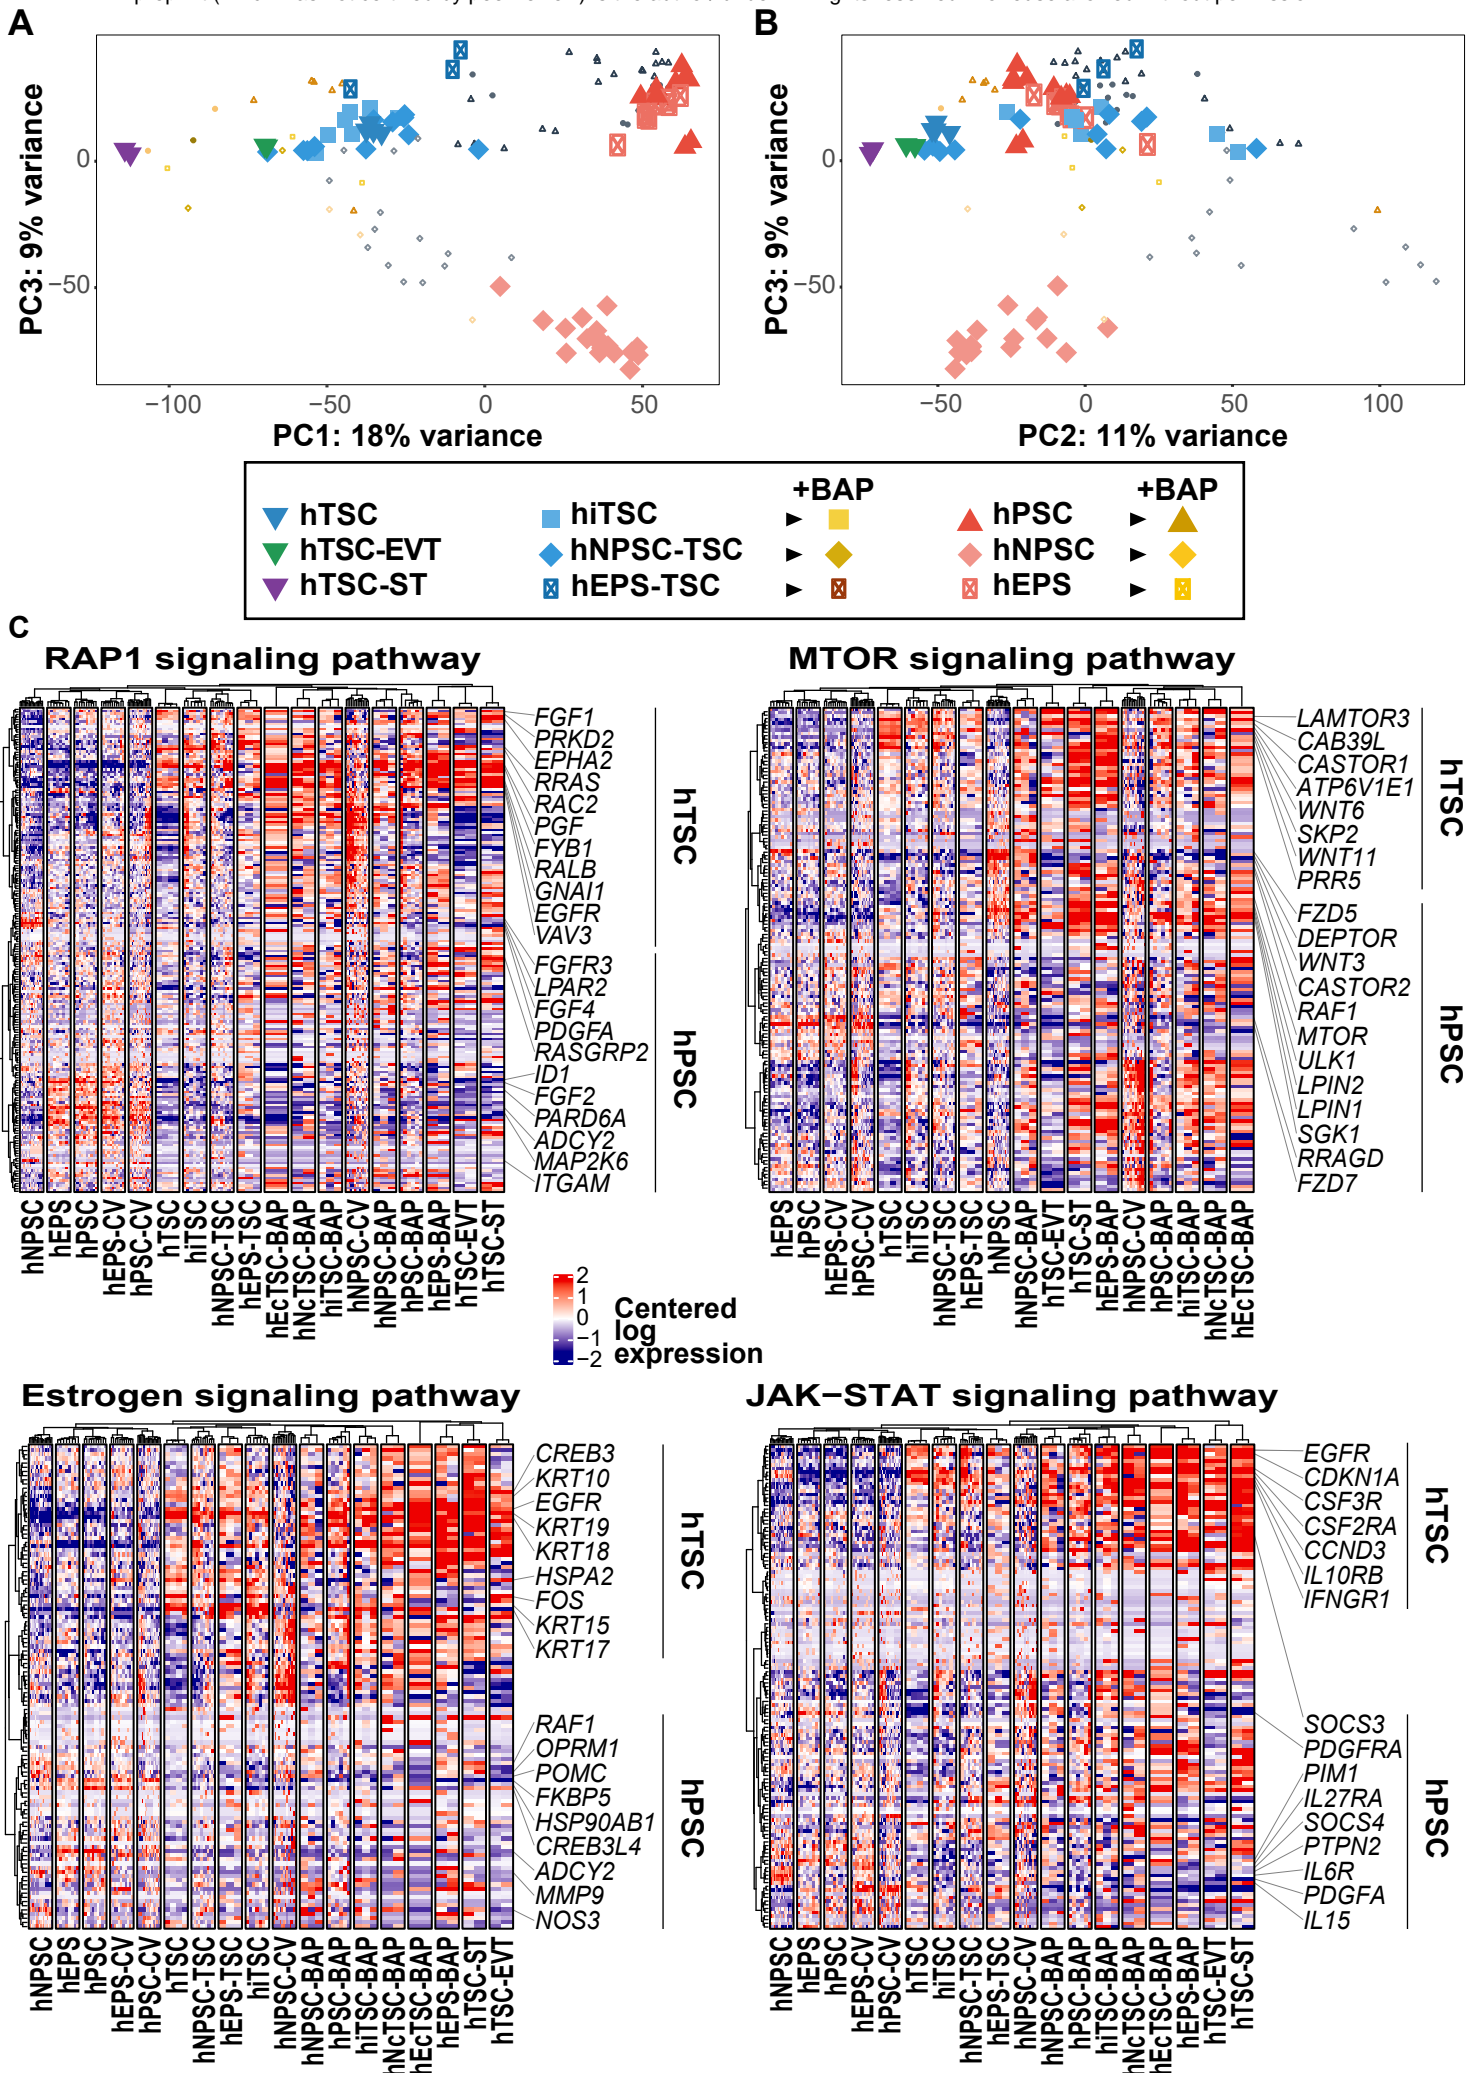 A
B
PC3: 9% variance
0
−50
−100
−50
0
50
PC1: 18% variance
PC3: 9% variance
0
−50
−50
0
50
100
PC2: 11% variance
+BAP
+BAP
hTSC
hiTSC
hPSC
hTSC-EVT
hNPSC-TSC
hNPSC
hTSC-ST
hEPS-TSC
hEPS
C
RAP1 signaling pathway
FGF1
PRKD2
EPHA2
RRAS
RAC2
PGF
FYB1
RALB
GNAI1
EGFR
VAV3
hTSC
FGFR3
LPAR2
FGF4
PDGFA
RASGRP2
ID1
FGF2
PARD6A
ADCY2
MAP2K6
ITGAM
hPSC
hNPSC
hEPS
hPSC
hEPS-CV
hPSC-CV
hTSC
hiTSC
hNPSC-TSC
hEPS-TSC
hEcTSC-BAP
hNcTSC-BAP
hiTSC-BAP
hNPSC-CV
hNPSC-BAP
hPSC-BAP
hEPS-BAP
hTSC-EVT
hTSC-ST
MTOR signaling pathway
LAMTOR3
CAB39L
CASTOR1
ATP6V1E1
WNT6
SKP2
WNT11
PRR5
hTSC
FZD5
DEPTOR
WNT3
CASTOR2
RAF1
MTOR
ULK1
LPIN2
LPIN1
SGK1
RRAGD
FZD7
hPSC
hEPS
hPSC
hEPS-CV
hPSC-CV
hTSC
hiTSC
hNPSC-TSC
hEPS-TSC
hNPSC
hNPSC-BAP
hTSC-EVT
hTSC-ST
hEPS-BAP
hNPSC-CV
hPSC-BAP
hiTSC-BAP
hNcTSC-BAP
hEcTSC-BAP
2
1
0
−1
−2
Centered
log
expression
Estrogen signaling pathway
CREB3
KRT10
EGFR
KRT19
KRT18
HSPA2
FOS
KRT15
KRT17
hTSC
RAF1
OPRM1
POMC
FKBP5
HSP90AB1
CREB3L4
ADCY2
MMP9
NOS3
hPSC
hNPSC
hEPS
hPSC
hEPS-CV
hPSC-CV
hTSC
hNPSC-TSC
hEPS-TSC
hiTSC
hNPSC-CV
hNPSC-BAP
hPSC-BAP
hiTSC-BAP
hNcTSC-BAP
hEcTSC-BAP
hEPS-BAP
hTSC-ST
hTSC-EVT
JAK−STAT signaling pathway
EGFR
CDKN1A
CSF3R
CSF2RA
CCND3
IL10RB
IFNGR1
hTSC
SOCS3
PDGFRA
PIM1
IL27RA
SOCS4
PTPN2
IL6R
PDGFA
IL15
hPSC
hNPSC
hEPS
hPSC
hEPS-CV
hPSC-CV
hTSC
hiTSC
hNPSC-TSC
hEPS-TSC
hNPSC-CV
hNPSC-BAP
hPSC-BAP
hiTSC-BAP
hNcTSC-BAP
hEcTSC-BAP
hEPS-BAP
hTSC-EVT
hTSC-ST